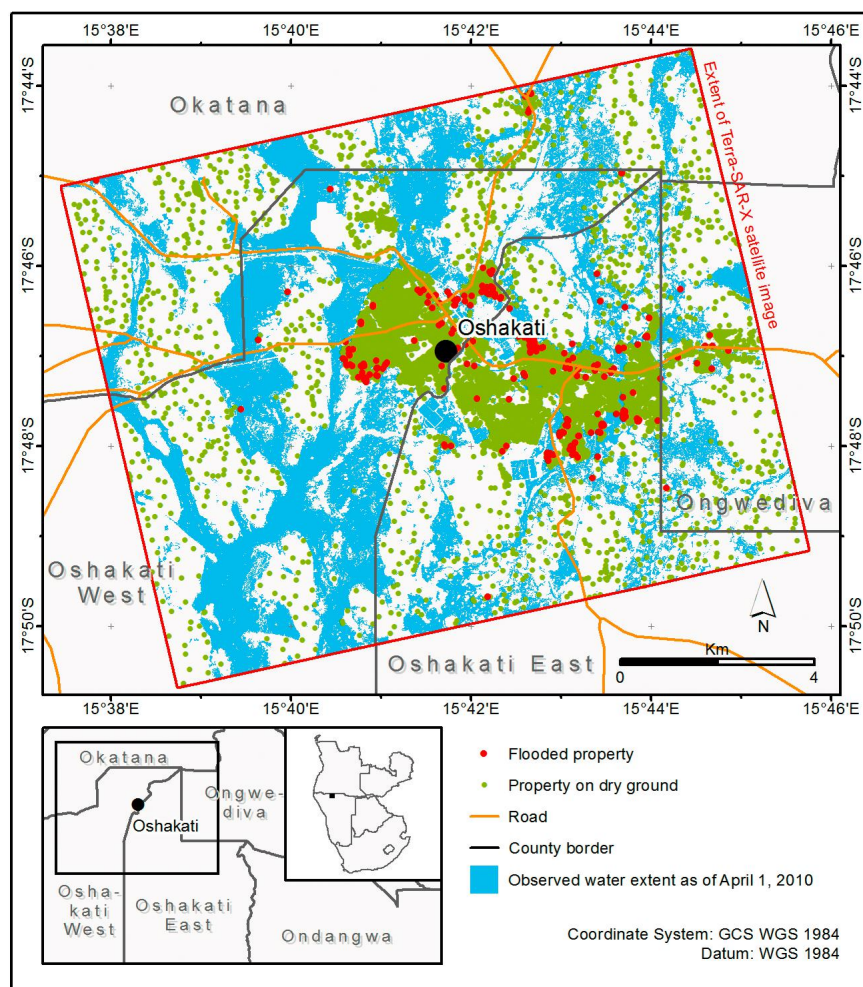 15°38'E 15°40'E 15°42'E 15°44'E 15°46'E
17°44'S 17°44'S
Okatana
Extent of Terra-SAR-X satellite image
17°46'S 17°46'S
Oshakati
17°48'S 17°48'S
Ongwediva
Oshakati
West
17°50'S 17°50'S
N
Oshakati East
Km
0 4
15°38'E 15°40'E 15°42'E 15°44'E 15°46'E
Okatana
Ongwe-
diva
Oshakati
Osha-
kati
West
Oshakati
East
Ondangwa
Flooded property
Property on dry ground
Road
County border
Observed water extent as of April 1, 2010
Coordinate System: GCS WGS 1984
Datum: WGS 1984